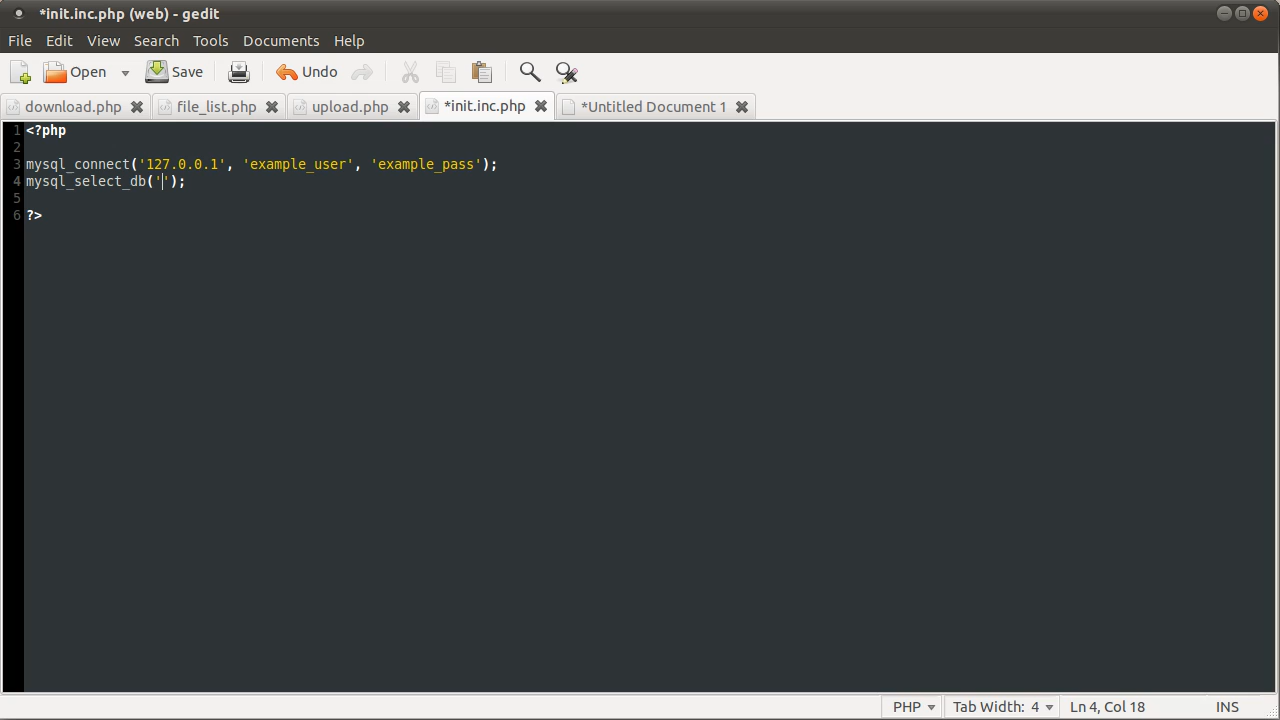 *init.inc.php (web) - gedit
File Edit View Search Tools Documents Help
Open Save Undo
download.php file_list.php upload.php *init.inc.php *Untitled Document 1
1 <?php
2
3 mysql_connect('127.0.0.1', 'example_user', 'example_pass');
4 mysql_select_db('');
5
6 ?>
PHP Tab Width: 4 Ln 4, Col 18 INS